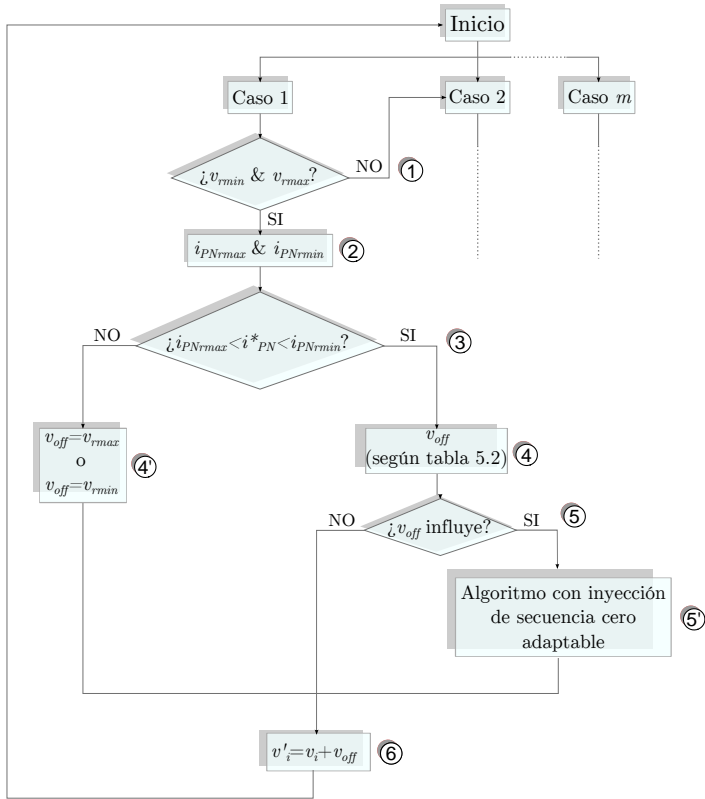 Inicio
Caso 1
Caso 2
Caso m
¿v_rmin & v_rmax?
NO
1
SI
i_PNrmax & i_PNrmin
2
¿i_PNrmax<i*_PN<i_PNrmin?
NO
SI
3
v_off=v_rmax
o
v_off=v_rmin
4'
v_off
(según tabla 5.2)
4
¿v_off influye?
NO
SI
5
Algoritmo con inyección
de secuencia cero
adaptable
5'
v'_i=v_i+v_off
6